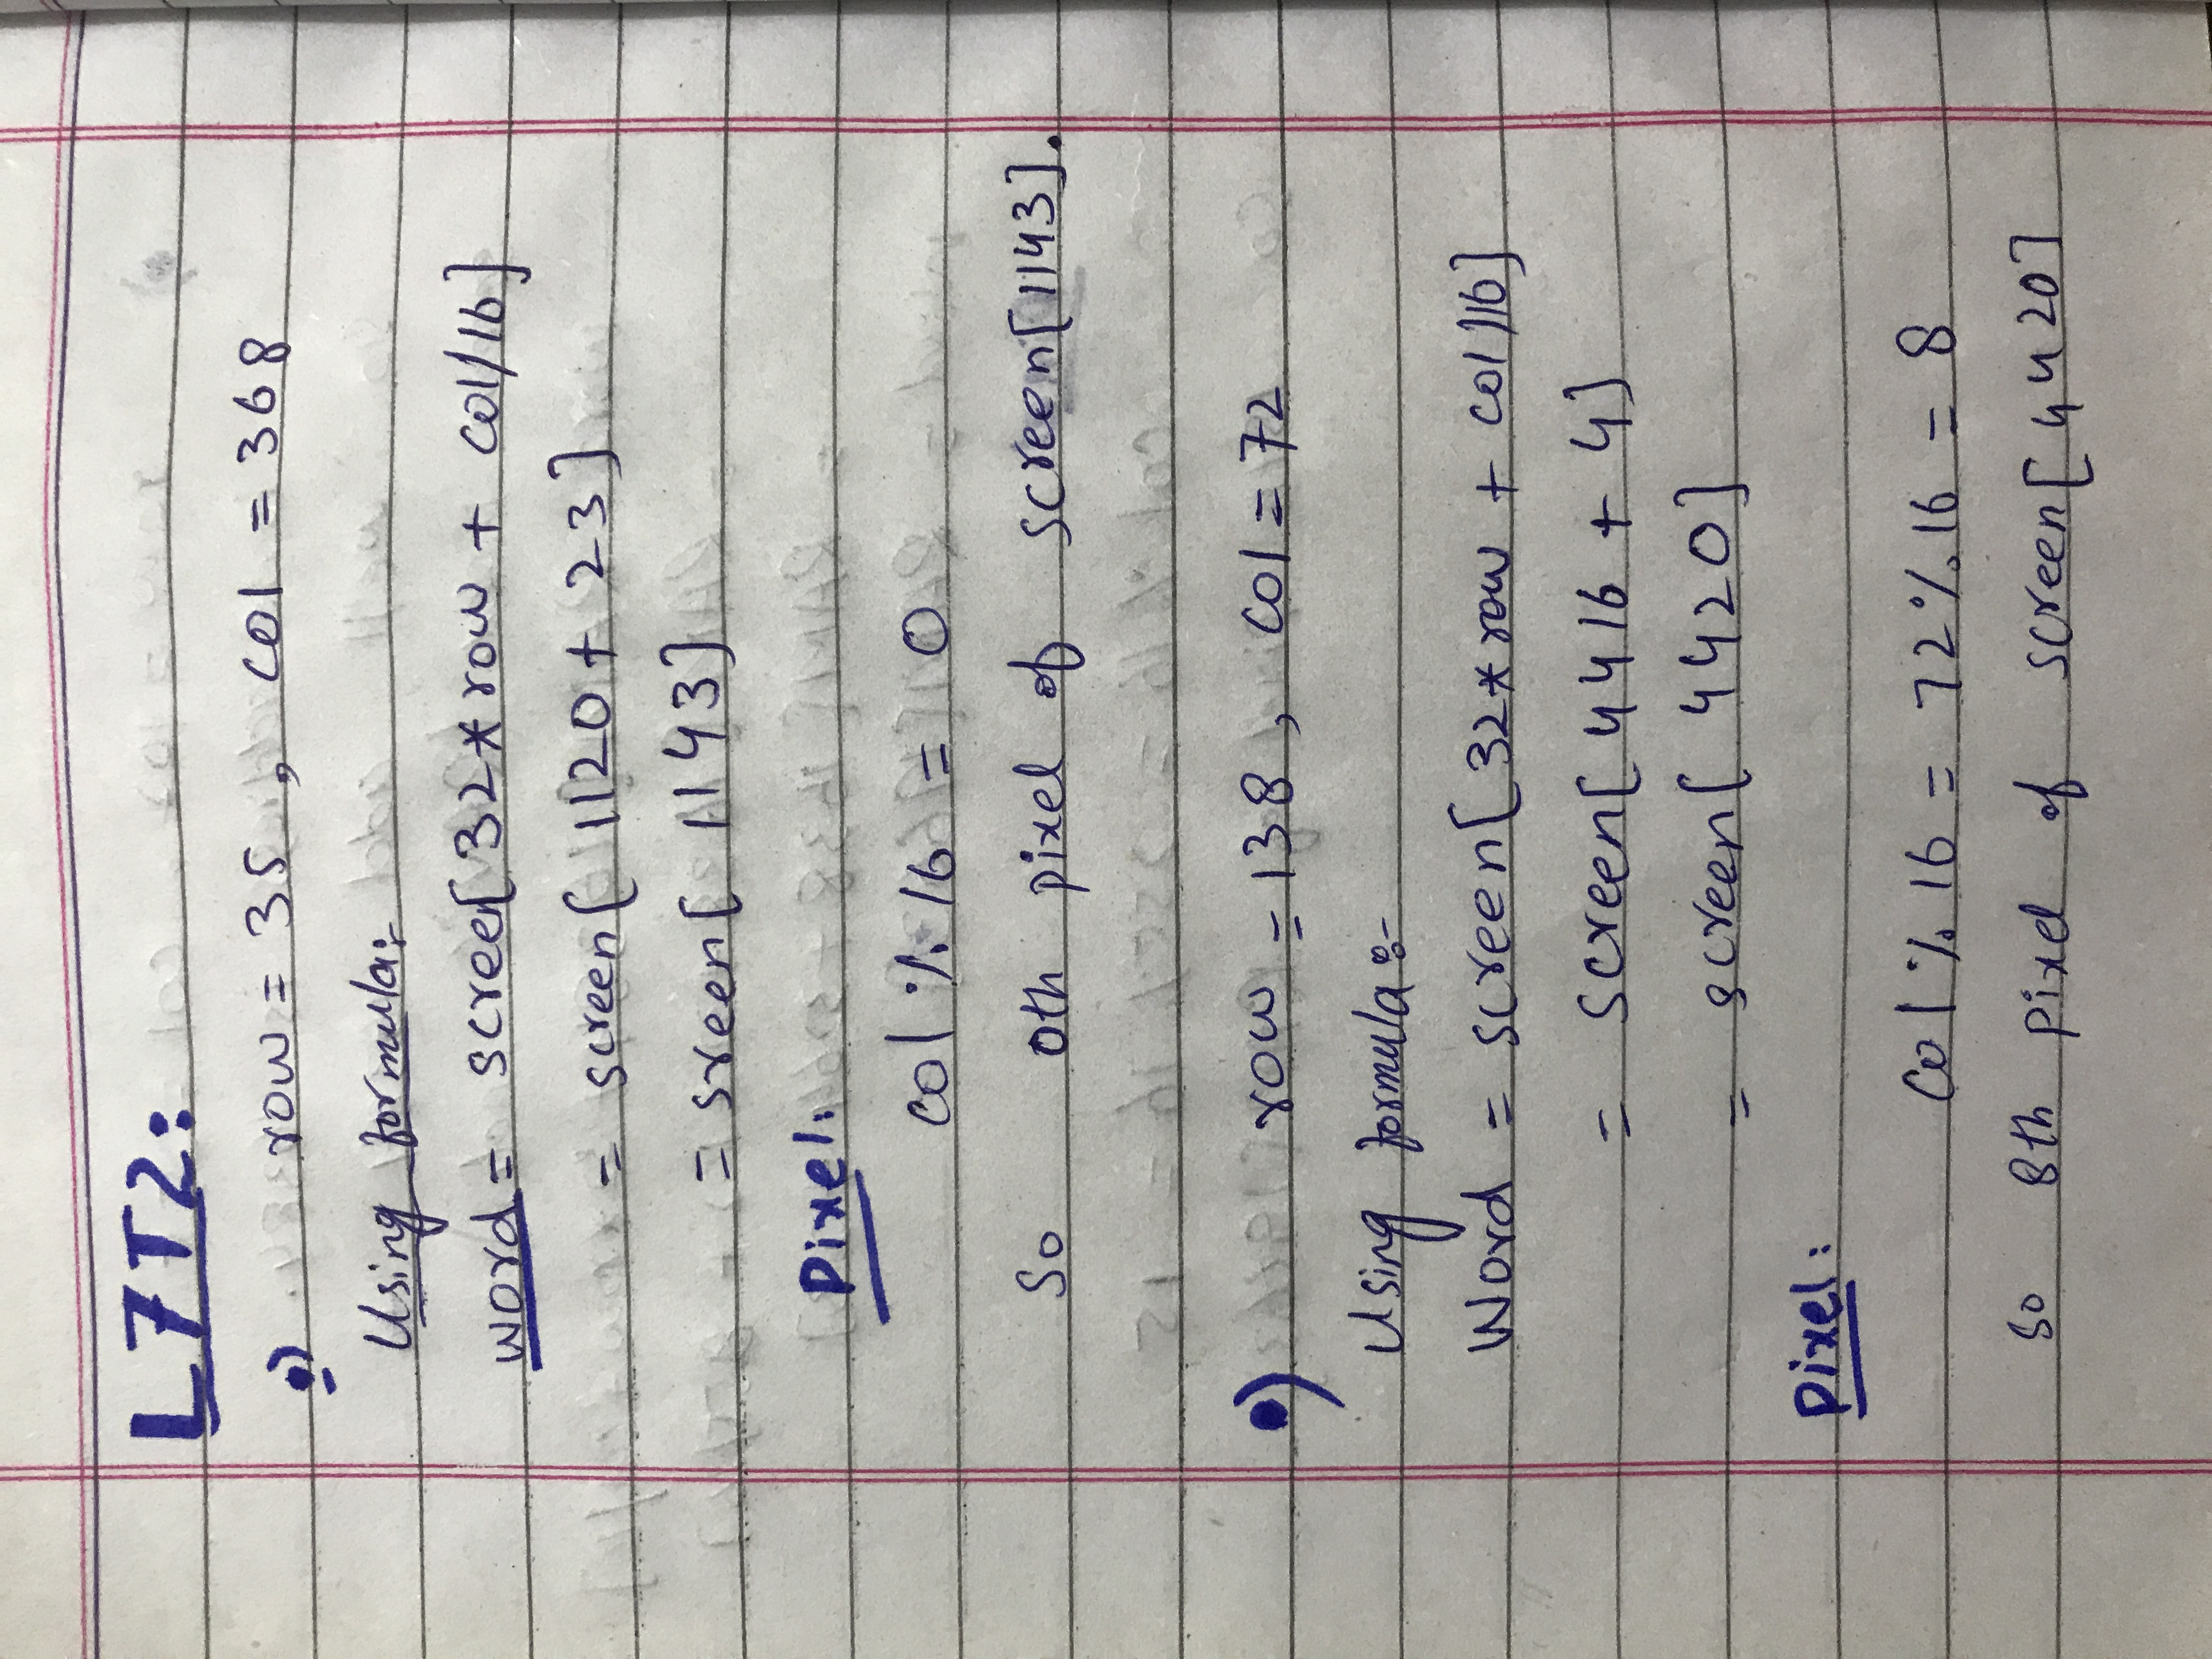 L7T2:
•) row = 35, col = 368
Using formula:-
word = screen[32*row + col/16]
= screen[1120 + 23]
= sreen[1143]
Pixel:
col % 16 = 0
So 0th pixel of screen[1143].
•) row = 138, col = 72
Using formula:-
Word = screen[32*row + col/16]
= screen[4416 + 4]
= screen[4420]
Pixel:
col % 16 = 72 % 16 = 8
So 8th pixel of screen[4420]